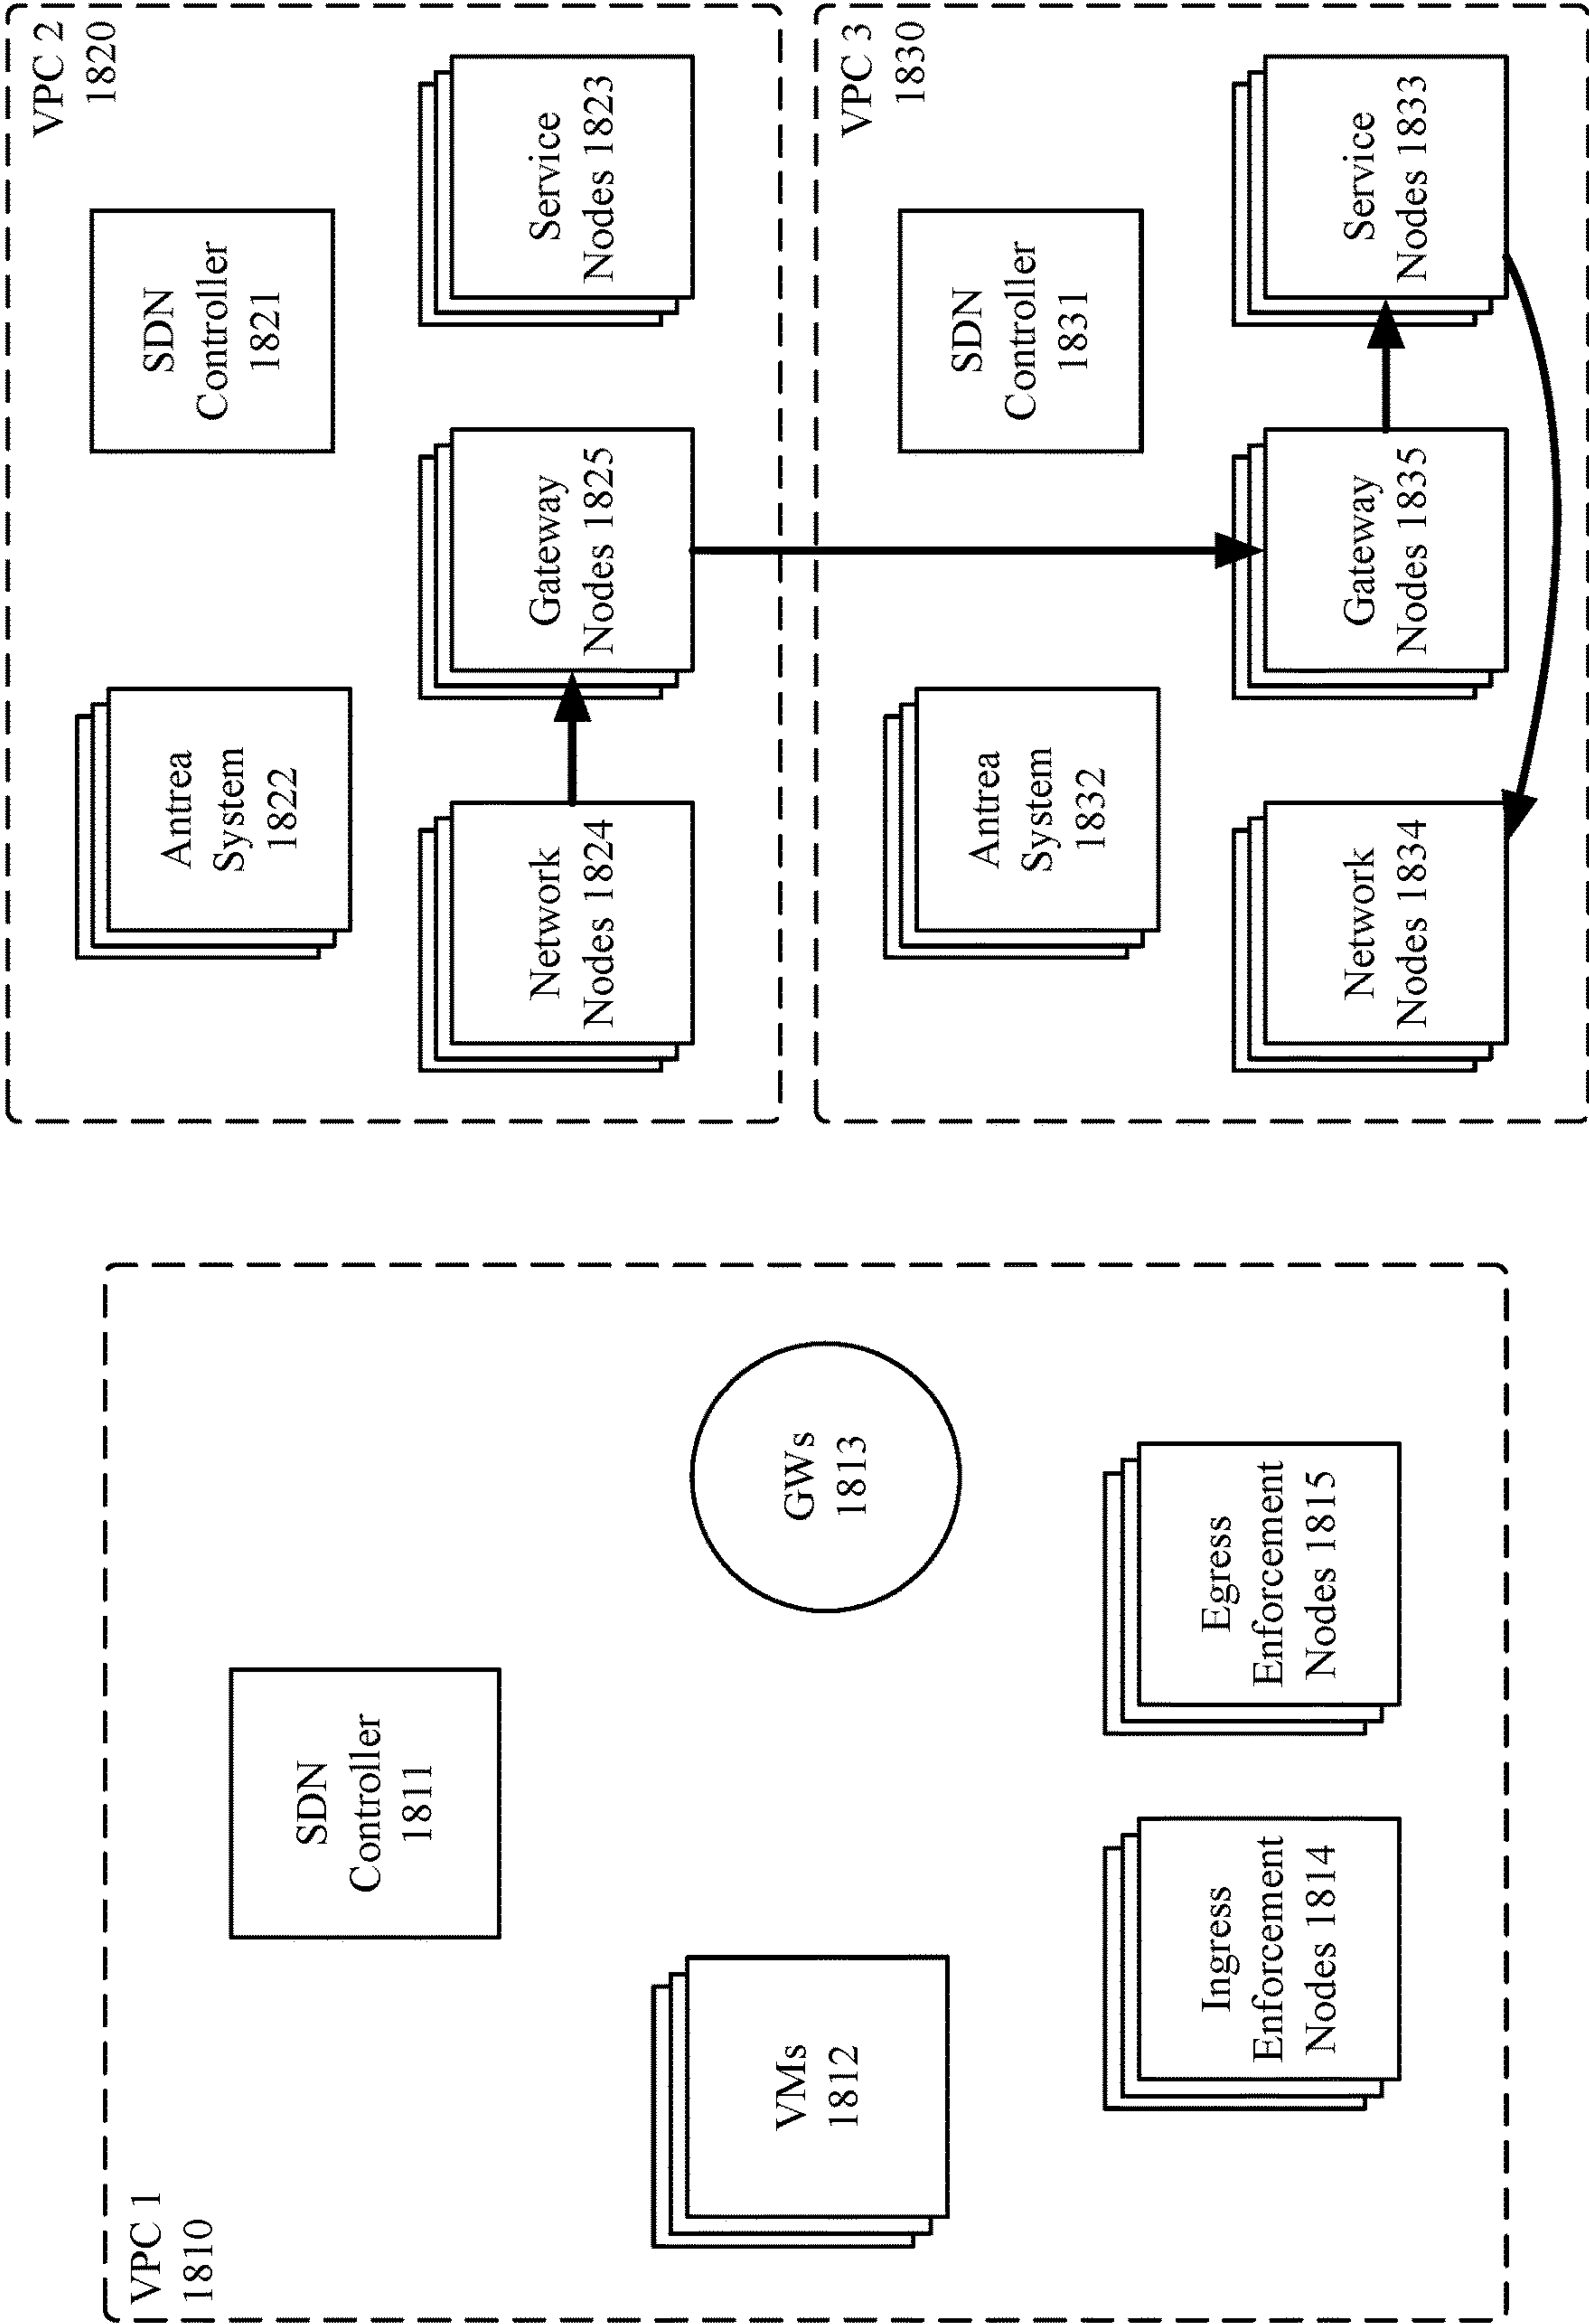 VPC 1
1810
SDN
Controller
1811
VMs
1812
GWs
1813
Ingress
Enforcement
Nodes 1814
Egress
Enforcement
Nodes 1815
VPC 2
1820
Antrea
System
1822
SDN
Controller
1821
Network
Nodes 1824
Gateway
Nodes 1825
Service
Nodes 1823
VPC 3
1830
Antrea
System
1832
SDN
Controller
1831
Network
Nodes 1834
Gateway
Nodes 1835
Service
Nodes 1833